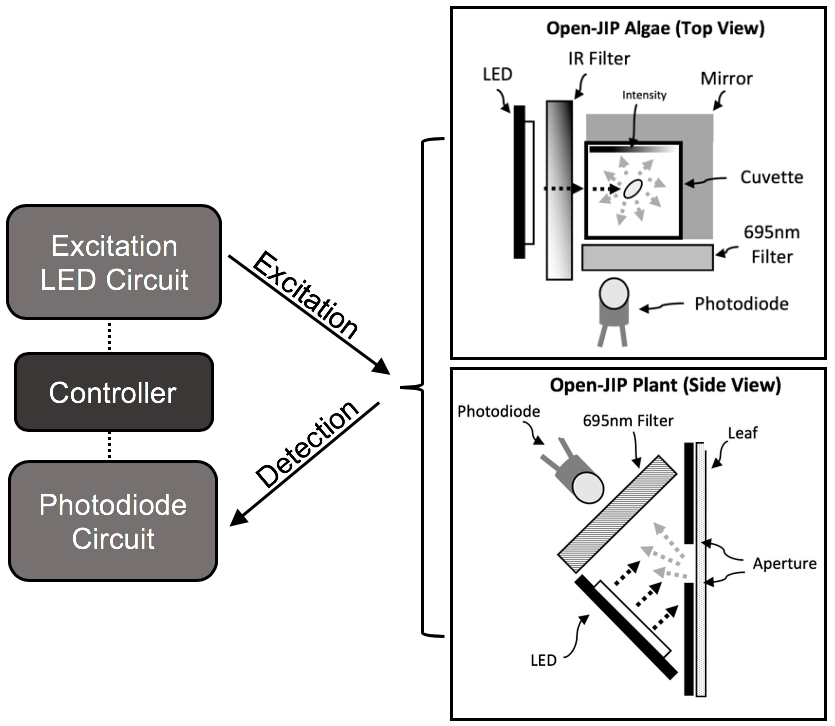 Excitation
LED Circuit
Controller
Photodiode
Circuit
Excitation
Detection
Open-JIP Algae (Top View)
LED
IR Filter
Mirror
Intensity
Cuvette
695nm
Filter
Photodiode
Open-JIP Plant (Side View)
Photodiode
695nm Filter
Leaf
Aperture
LED